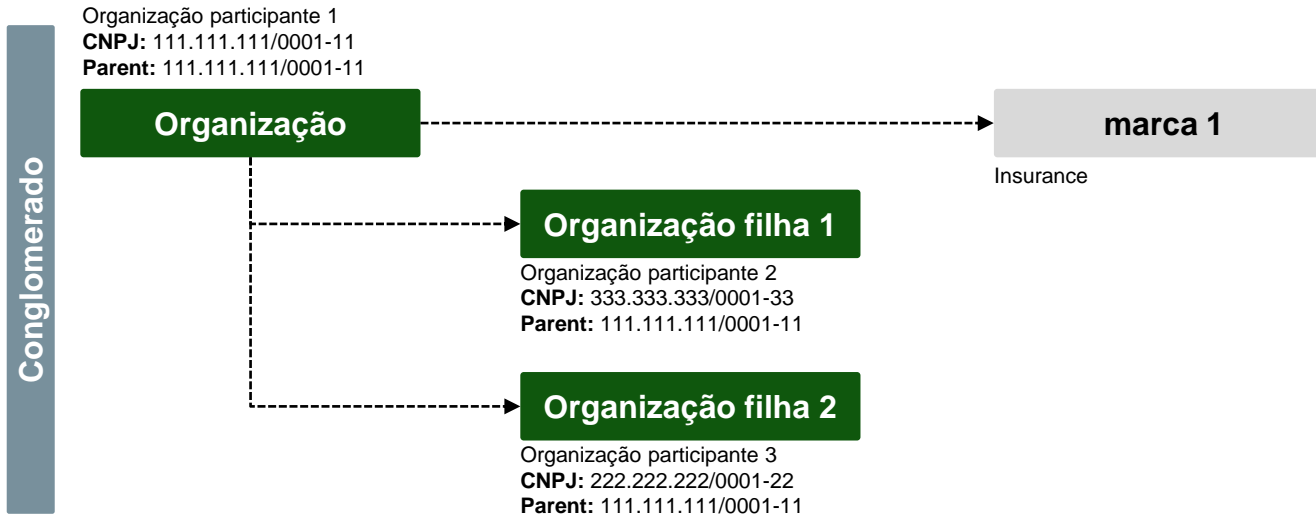 Organização participante 1
CNPJ: 111.111.111/0001-11
Parent: 111.111.111/0001-11
Conglomerado
Organização
marca 1
Insurance
Organização filha 1
Organização participante 2
CNPJ: 333.333.333/0001-33
Parent: 111.111.111/0001-11
Organização filha 2
Organização participante 3
CNPJ: 222.222.222/0001-22
Parent: 111.111.111/0001-11